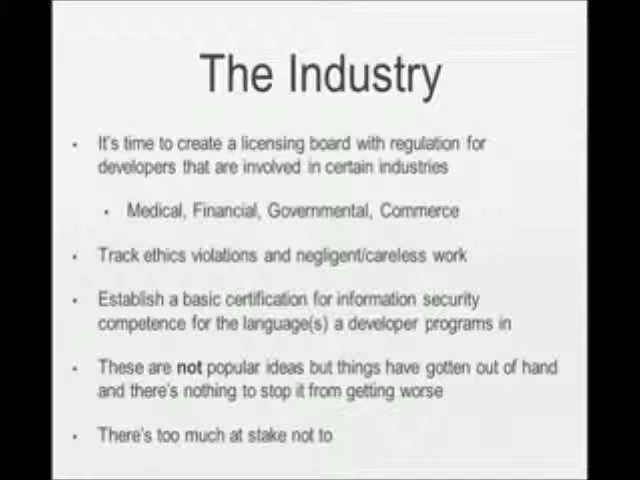 The Industry
It's time to create a licensing board with regulation for
developers that are involved in certain industries
Medical, Financial, Governmental, Commerce
Track ethics violations and negligent/careless work
Establish a basic certification for information security
competence for the language(s) a developer programs in
These are not popular ideas but things have gotten out of hand
and there's nothing to stop it from getting worse
There's too much at stake not to